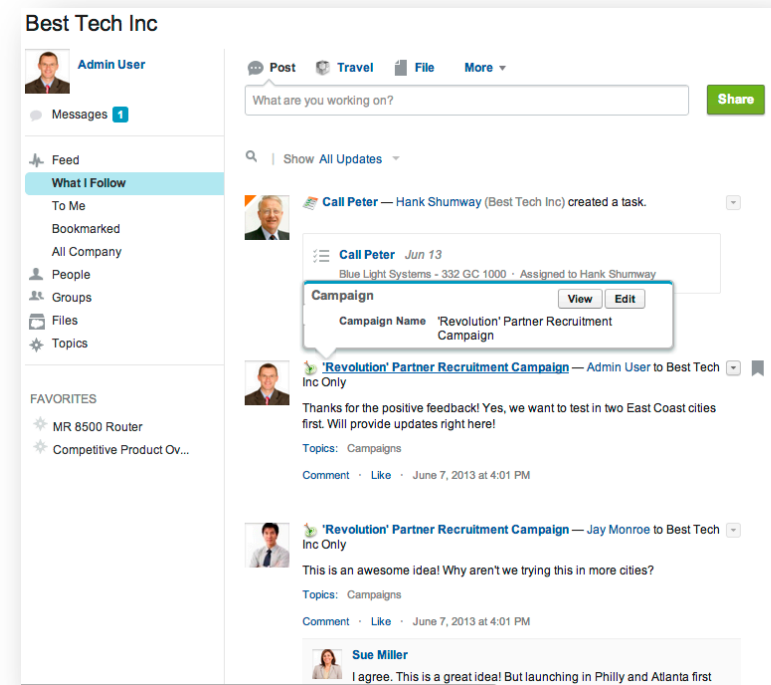 Best Tech Inc
Admin User
Messages 1
Feed
What I Follow
To Me
Bookmarked
All Company
People
Groups
Files
Topics
FAVORITES
MR 8500 Router
Competitive Product Ov...
Post Travel File More
What are you working on?
Share
Show All Updates
Call Peter — Hank Shumway (Best Tech Inc) created a task.
Call Peter Jun 13
Blue Light Systems - 332 GC 1000 · Assigned to Hank Shumway
Campaign View Edit
Campaign Name 'Revolution' Partner Recruitment
Campaign
'Revolution' Partner Recruitment Campaign — Admin User to Best Tech
Inc Only
Thanks for the positive feedback! Yes, we want to test in two East Coast cities
first. Will provide updates right here!
Topics: Campaigns
Comment · Like · June 7, 2013 at 4:01 PM
'Revolution' Partner Recruitment Campaign — Jay Monroe to Best Tech
Inc Only
This is an awesome idea! Why aren't we trying this in more cities?
Topics: Campaigns
Comment · Like · June 7, 2013 at 4:01 PM
Sue Miller
I agree. This is a great idea! But launching in Philly and Atlanta first